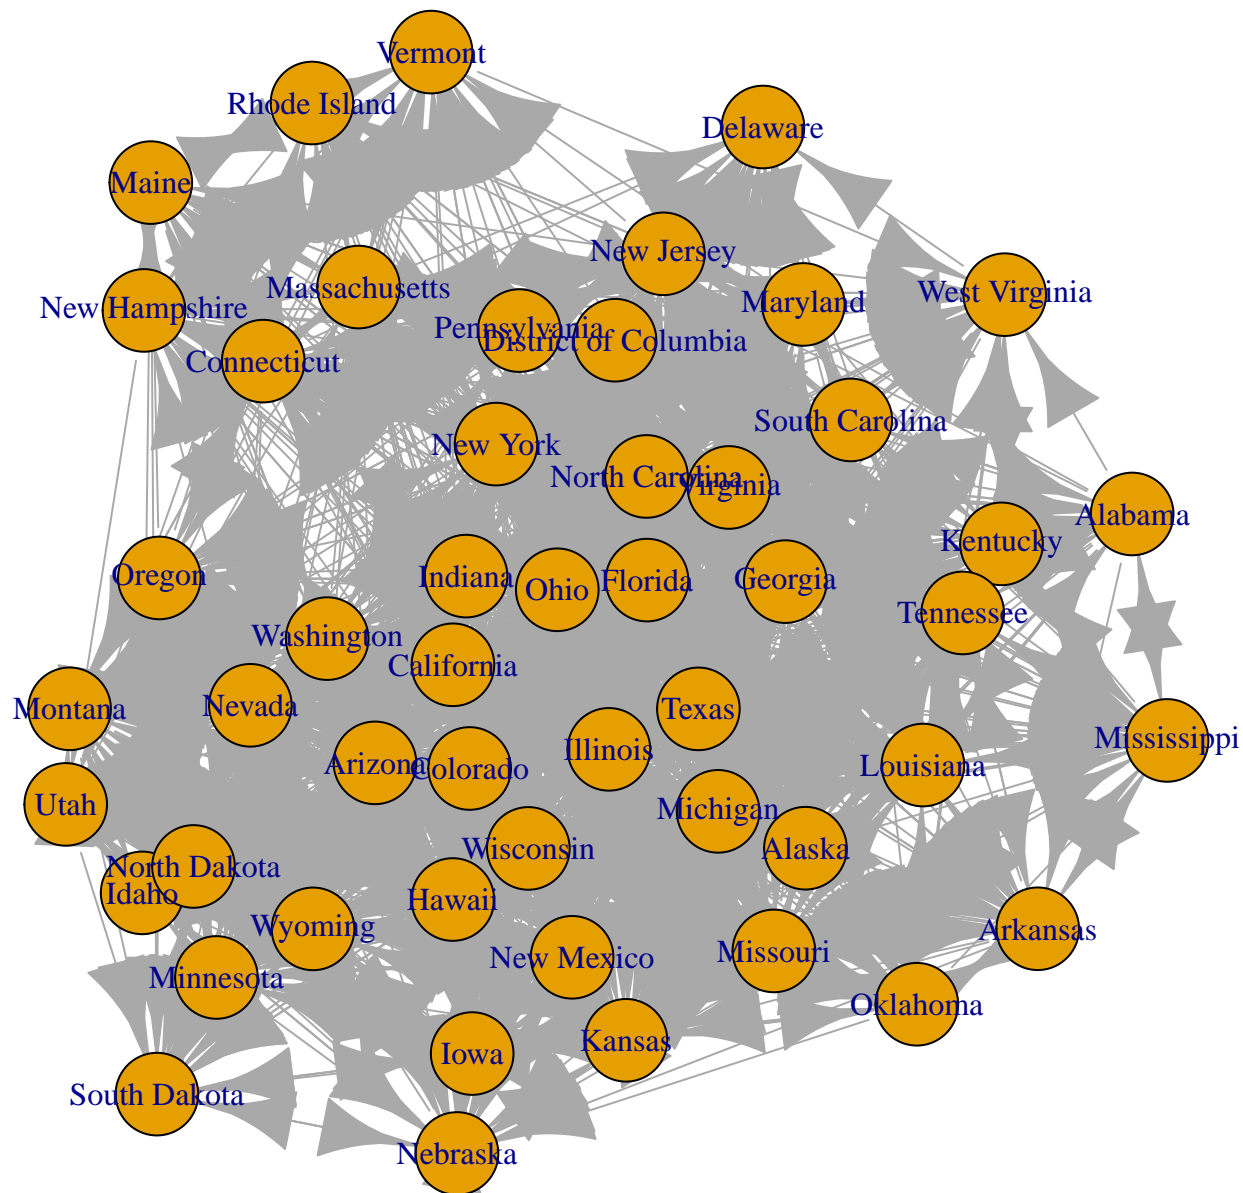 Vermont
Rhode Island
Delaware
Maine
New Jersey
Massachusetts
West Virginia
Maryland
New Hampshire
Pennsylvania
District of Columbia
Connecticut
South Carolina
New York
North Carolina
Virginia
Alabama
Kentucky
Oregon
Indiana
Ohio
Florida
Georgia
Tennessee
Washington
California
Montana
Nevada
Texas
Mississippi
Illinois
Arizona
Colorado
Louisiana
Utah
Michigan
Wisconsin
Alaska
North Dakota
Idaho
Hawaii
Wyoming
Arkansas
Missouri
New Mexico
Minnesota
Oklahoma
Kansas
Iowa
South Dakota
Nebraska